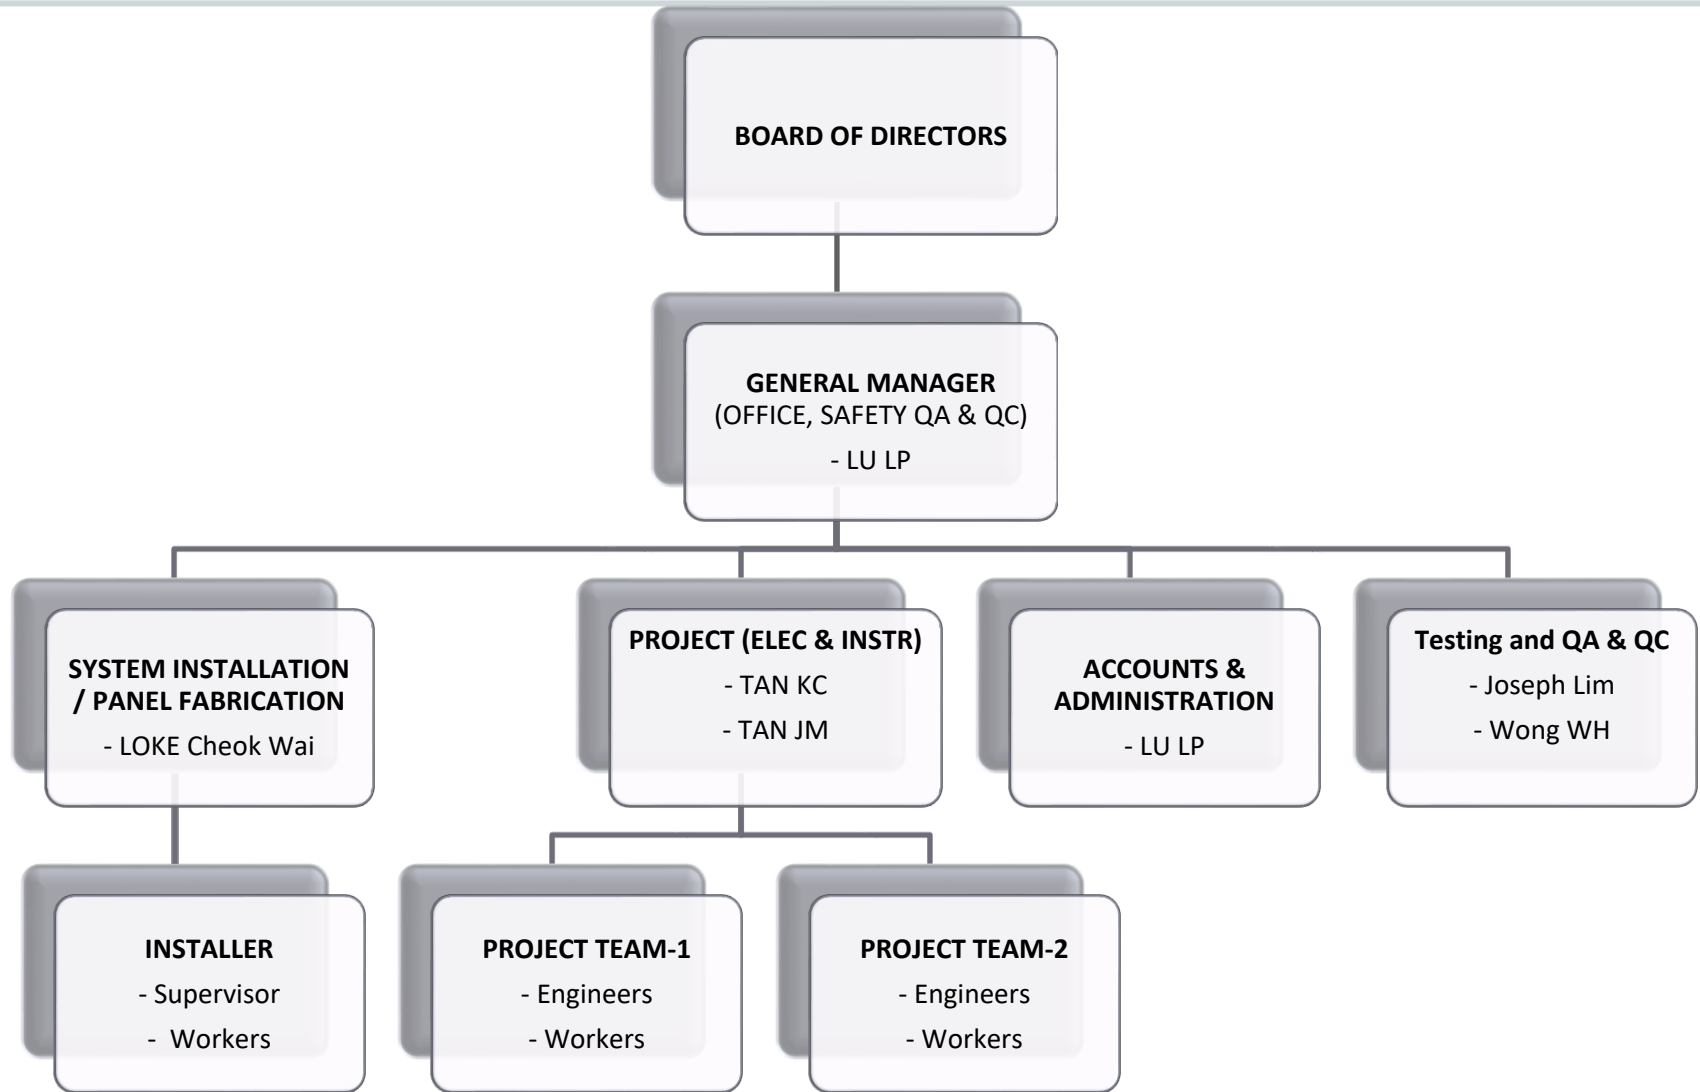 BOARD OF DIRECTORS
GENERAL MANAGER
(OFFICE, SAFETY QA & QC)
- LU LP
SYSTEM INSTALLATION
/ PANEL FABRICATION
- LOKE Cheok Wai
PROJECT (ELEC & INSTR)
- TAN KC
- TAN JM
ACCOUNTS &
ADMINISTRATION
- LU LP
Testing and QA & QC
- Joseph Lim
- Wong WH
INSTALLER
- Supervisor
- Workers
PROJECT TEAM-1
- Engineers
- Workers
PROJECT TEAM-2
- Engineers
- Workers